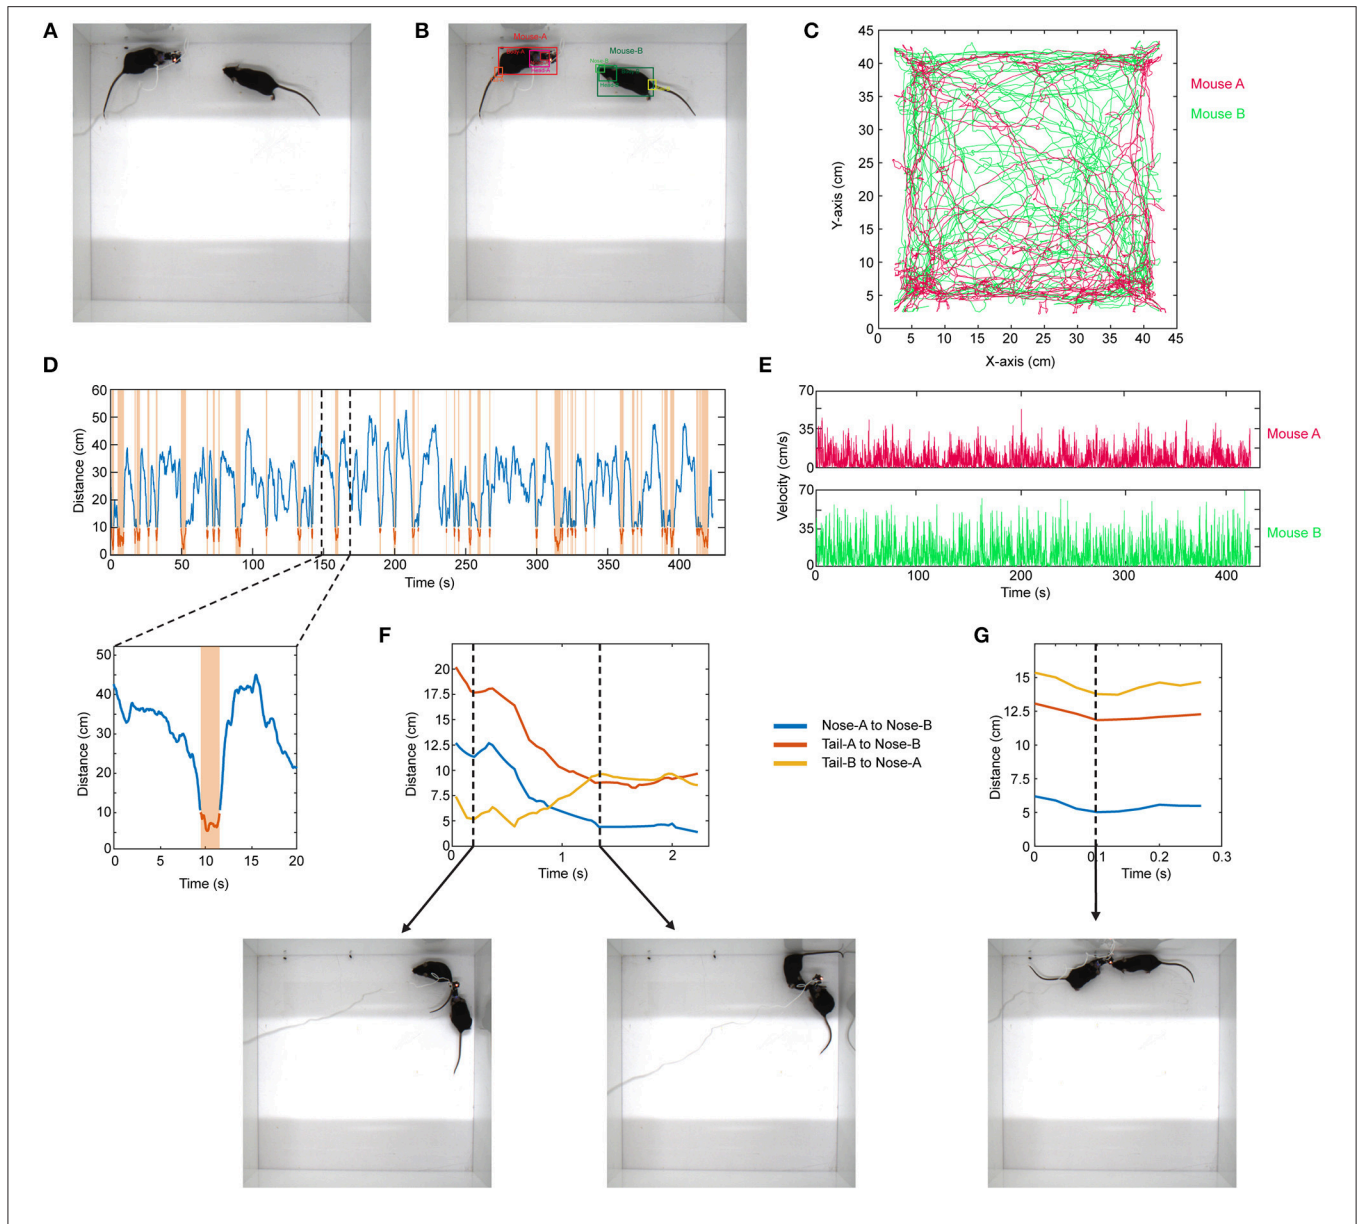 A
B
Mouse-A
Mouse-B
C
45
40
35
30
25
20
15
10
5
0
Y-axis (cm)
0 5 10 15 20 25 30 35 40 45
X-axis (cm)
Mouse A
Mouse B
D
60
50
40
30
20
10
0
Distance (cm)
0 50 100 150 200 250 300 350 400
Time (s)
E
70
35
0
Mouse A
Velocity (cm/s)
70
35
0
Mouse B
0 100 200 300 400
Time (s)
50
40
30
20
10
0
Distance (cm)
0 5 10 15 20
Time (s)
F
20
17.5
12.5
10
7.5
5
0
Distance (cm)
0 1 2
Time (s)
Nose-A to Nose-B
Tail-A to Nose-B
Tail-B to Nose-A
G
15
12.5
7.5
5
0
Distance (cm)
0 0.1 0.2 0.3
Time (s)